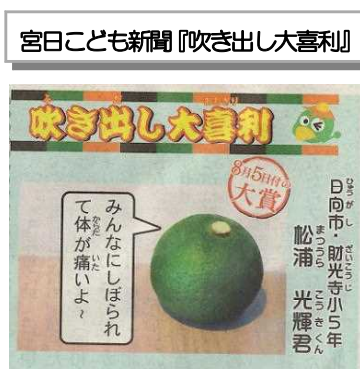 宮日こども新聞『吹き出し大喜利』
吹き出し大喜利
8月5日付の
大賞
日向市・財光寺小5年
松浦 光輝君
みんなにしぼられ
て体が痛いよ~